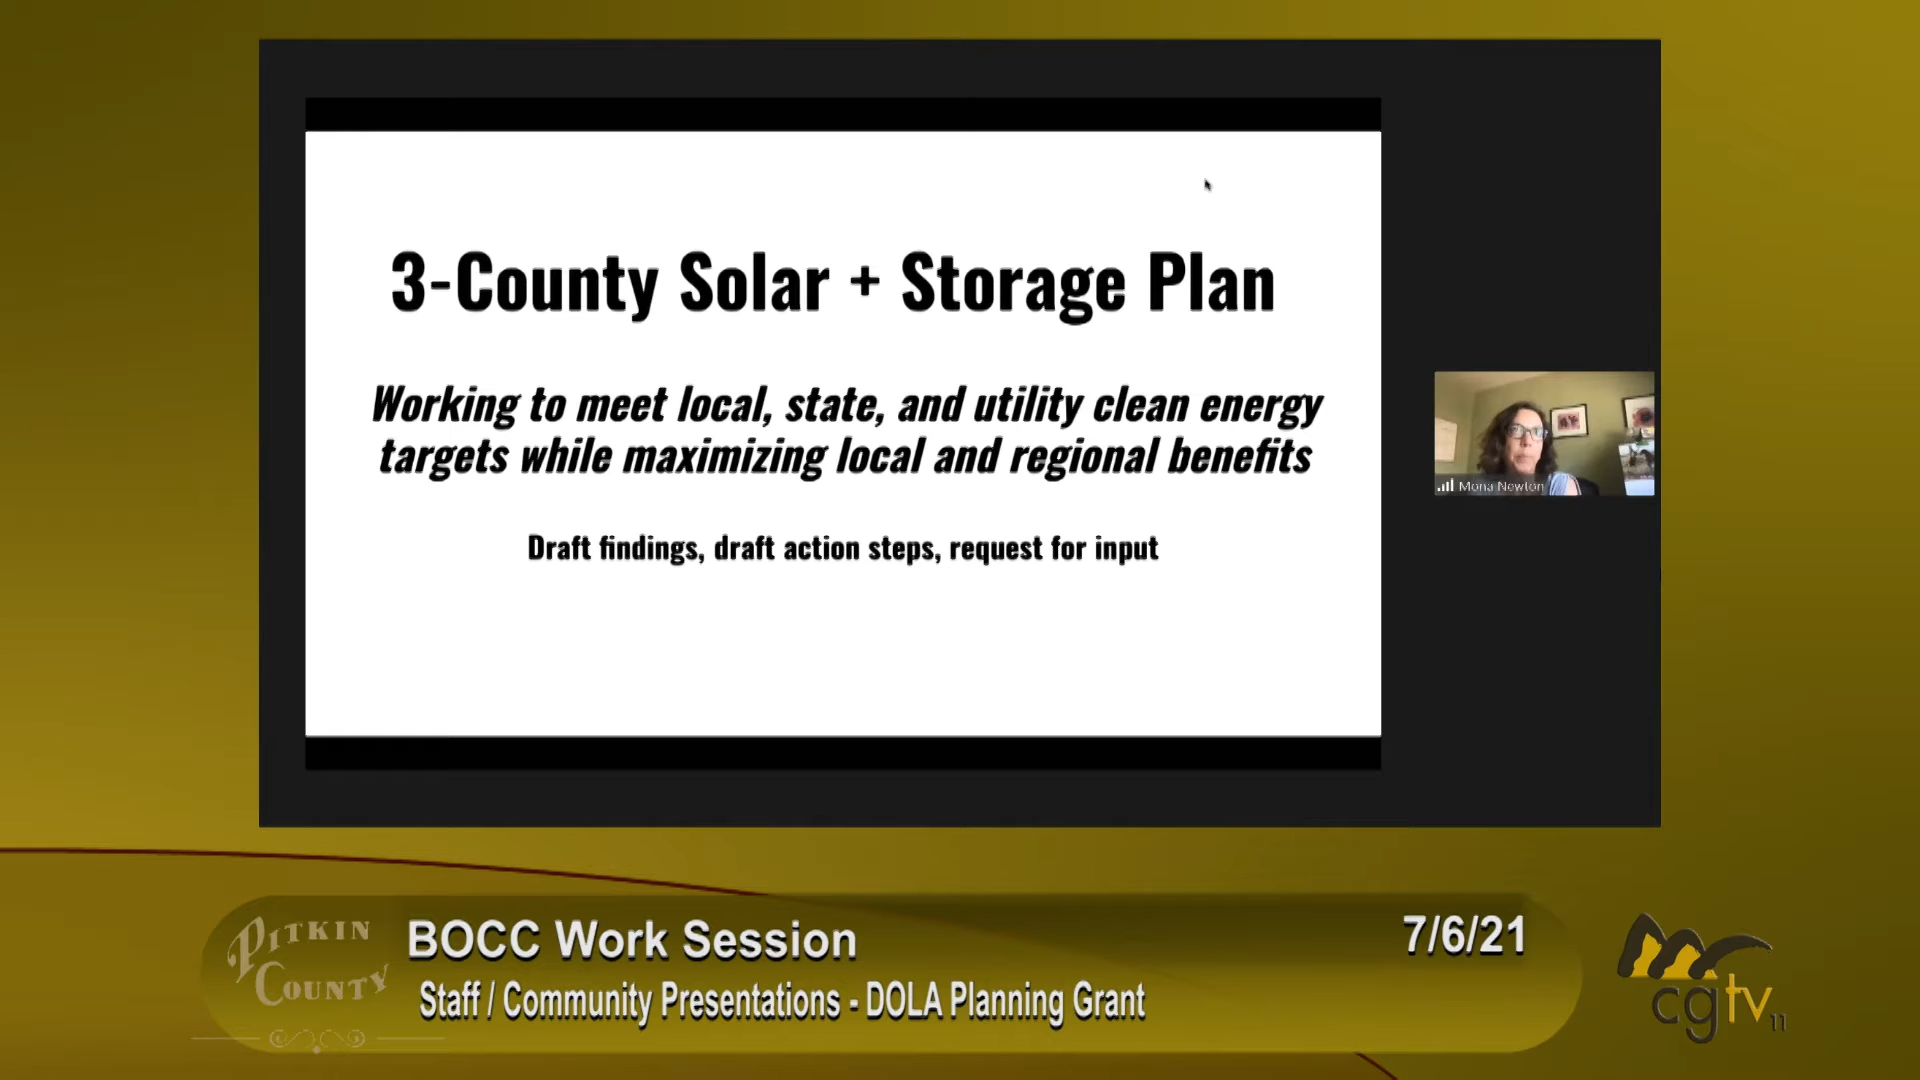 3-County Solar + Storage Plan
Working to meet local, state, and utility clean energy
targets while maximizing local and regional benefits
Draft findings, draft action steps, request for input
Mona Newton
PITKIN
COUNTY
BOCC Work Session
7/6/21
Staff / Community Presentations - DOLA Planning Grant
cgtv11